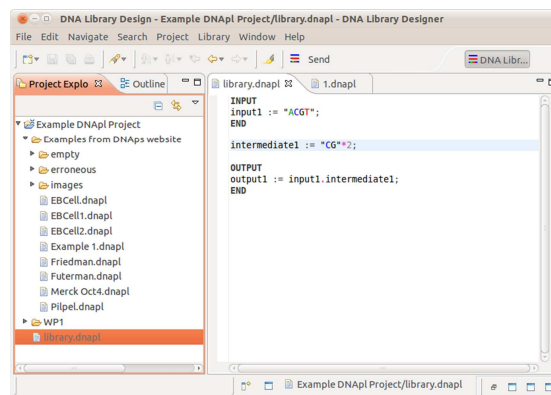 DNA Library Design - Example DNApl Project/library.dnapl - DNA Library Designer
File Edit Navigate Search Project Library Window Help
Send
DNA Libr...
Project Explo
Outline
library.dnapl
1.dnapl
Example DNApl Project
Examples from DNAps website
empty
erroneous
images
EBCell.dnapl
EBCell1.dnapl
EBCell2.dnapl
Example 1.dnapl
Friedman.dnapl
Futerman.dnapl
Merck Oct4.dnapl
Pilpel.dnapl
WP1
library.dnapl
INPUT
input1 := "ACGT";
END
intermediate1 := "CG"*2;
OUTPUT
output1 := input1.intermediate1;
END
Example DNApl Project/library.dnapl